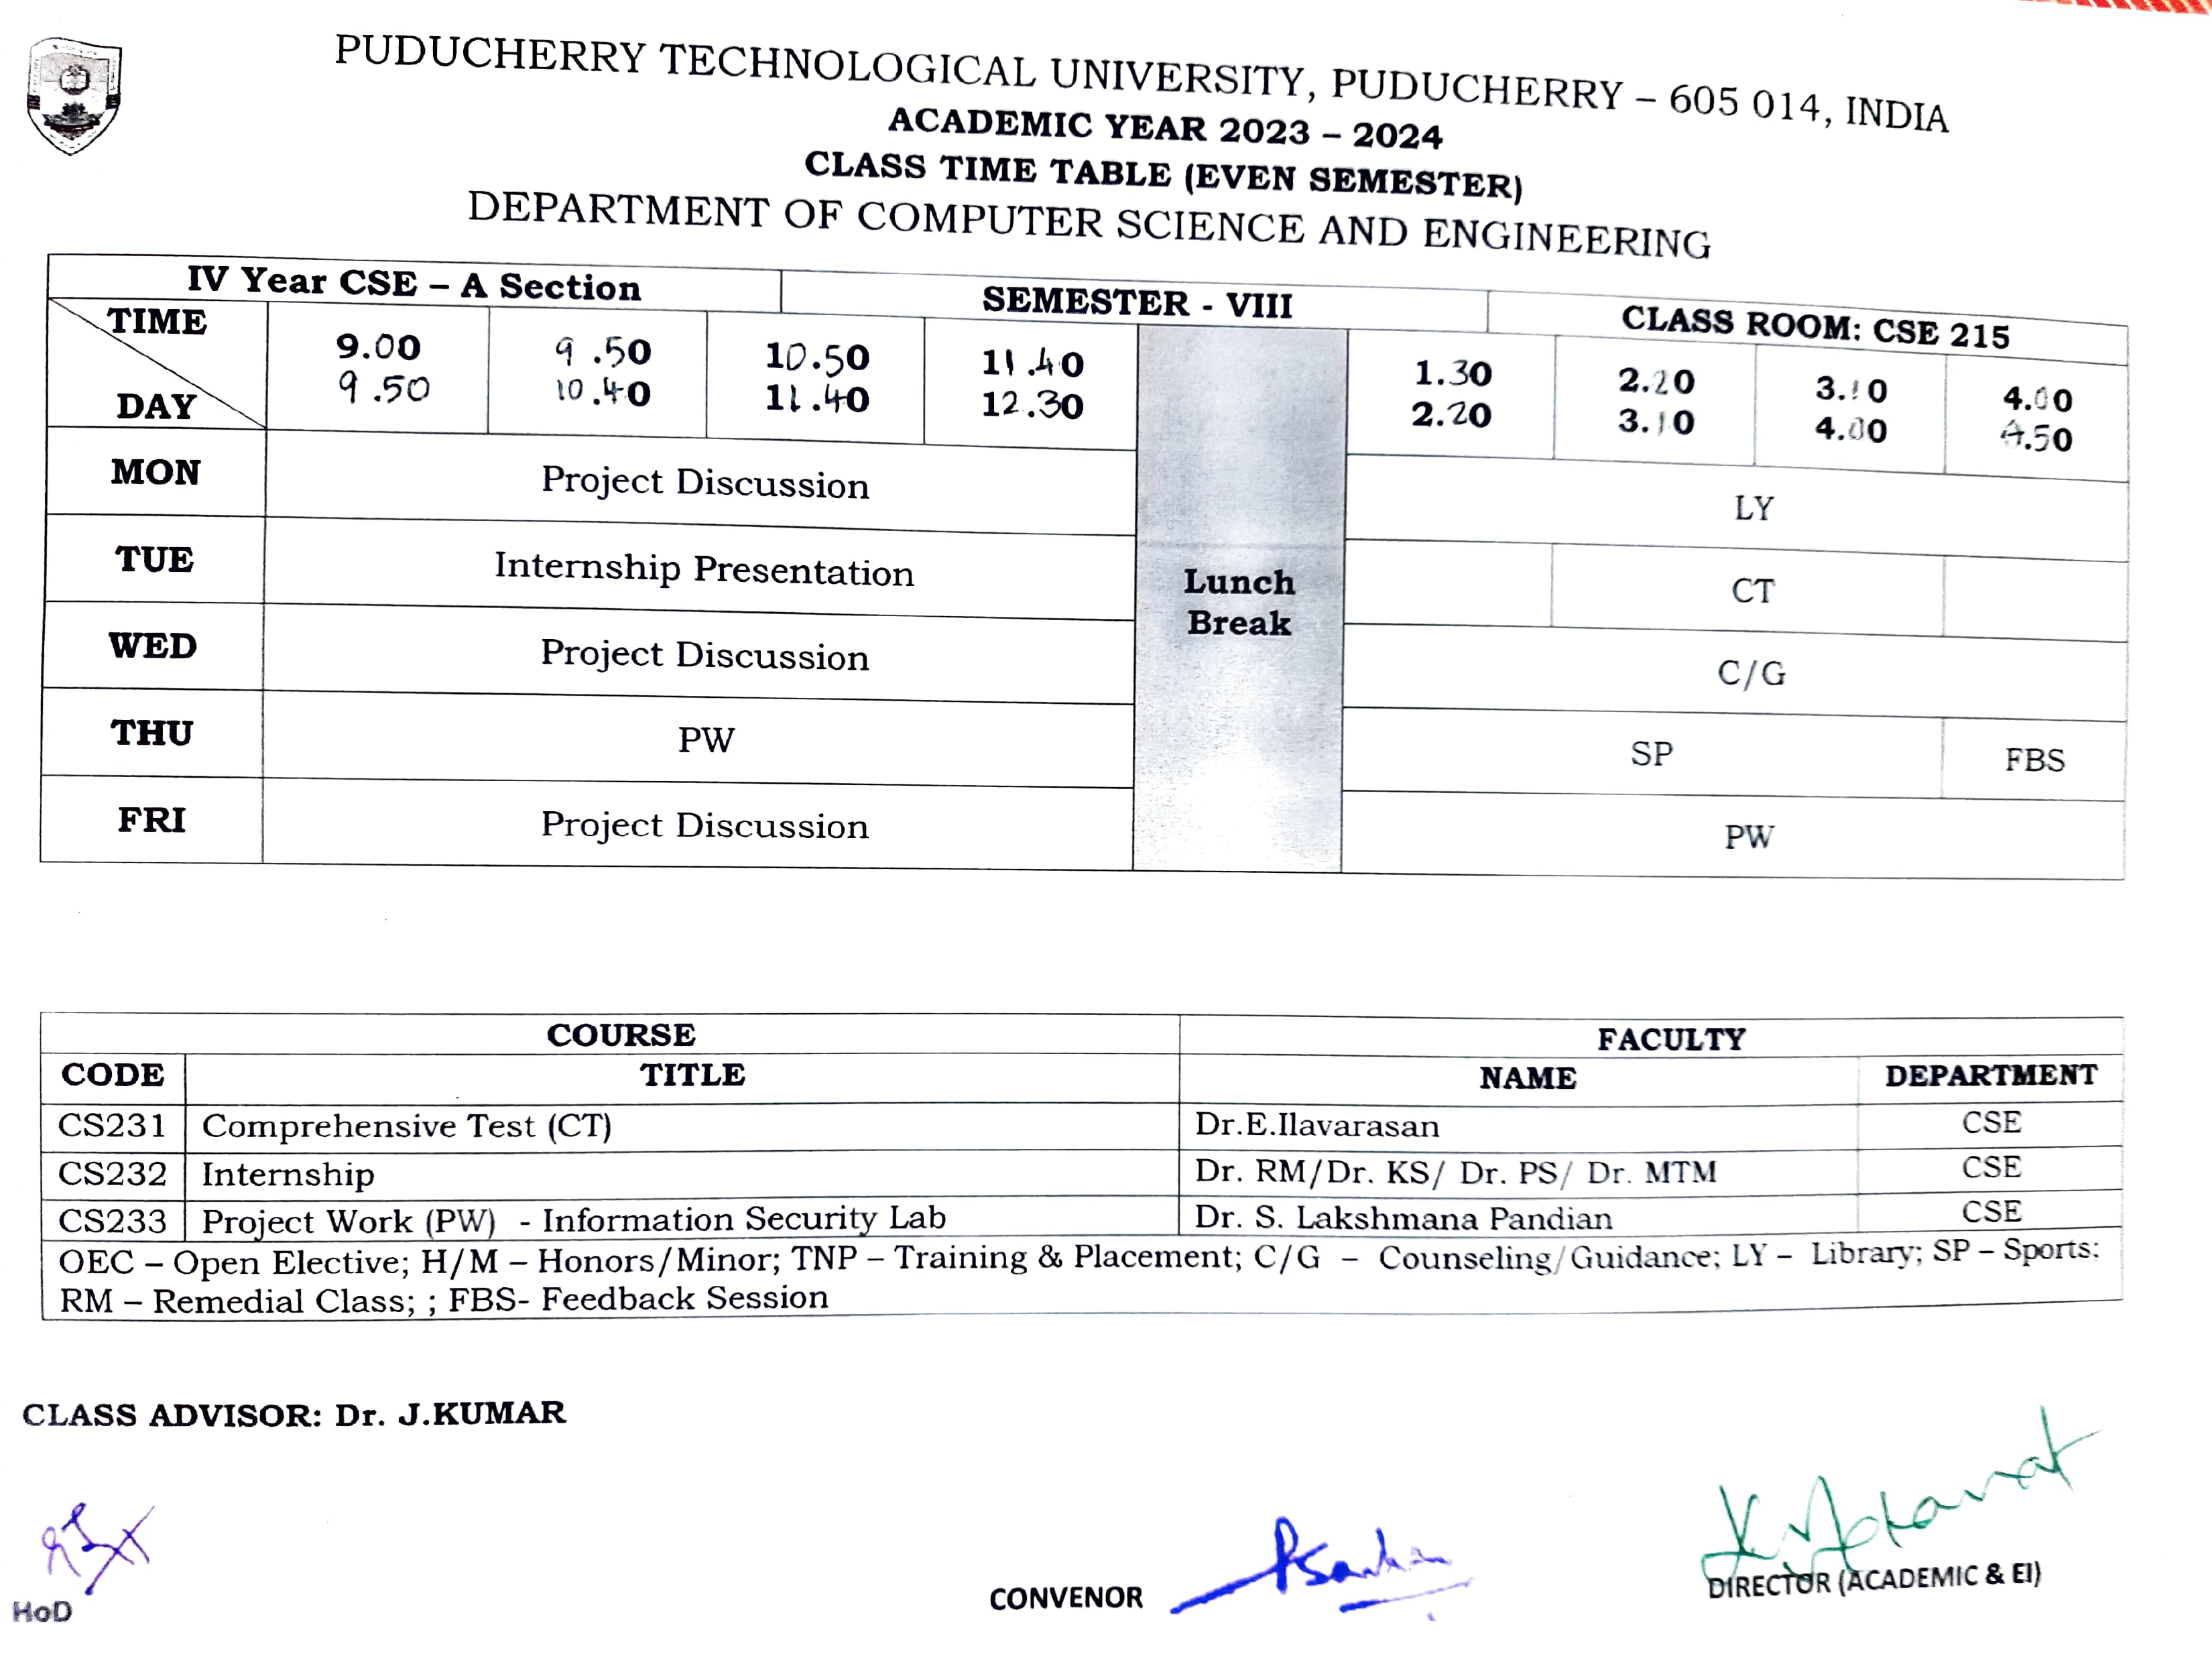 PUDUCHERRY TECHNOLOGICAL UNIVERSITY, PUDUCHERRY – 605 014, INDIA
ACADEMIC YEAR 2023 – 2024
CLASS TIME TABLE (EVEN SEMESTER)
DEPARTMENT OF COMPUTER SCIENCE AND ENGINEERING
IV Year CSE – A Section SEMESTER - VIII CLASS ROOM: CSE 215
TIME 9.00 9.50 10.50 11.40 1.30 2.20 3.10 4.00
DAY 9.50 10.40 11.40 12.30 2.20 3.10 4.00 4.50
MON Project Discussion LY
TUE Internship Presentation CT
Lunch
Break
WED Project Discussion C/G
THU PW SP FBS
FRI Project Discussion PW
COURSE FACULTY
CODE TITLE NAME DEPARTMENT
CS231 Comprehensive Test (CT) Dr.E.Ilavarasan CSE
CS232 Internship Dr. RM/Dr. KS/ Dr. PS/ Dr. MTM CSE
CS233 Project Work (PW) - Information Security Lab Dr. S. Lakshmana Pandian CSE
OEC – Open Elective; H/M – Honors/Minor; TNP – Training & Placement; C/G – Counseling/Guidance; LY – Library; SP – Sports;
RM – Remedial Class; ; FBS- Feedback Session
CLASS ADVISOR: Dr. J.KUMAR
HoD
CONVENOR
DIRECTOR (ACADEMIC & EI)